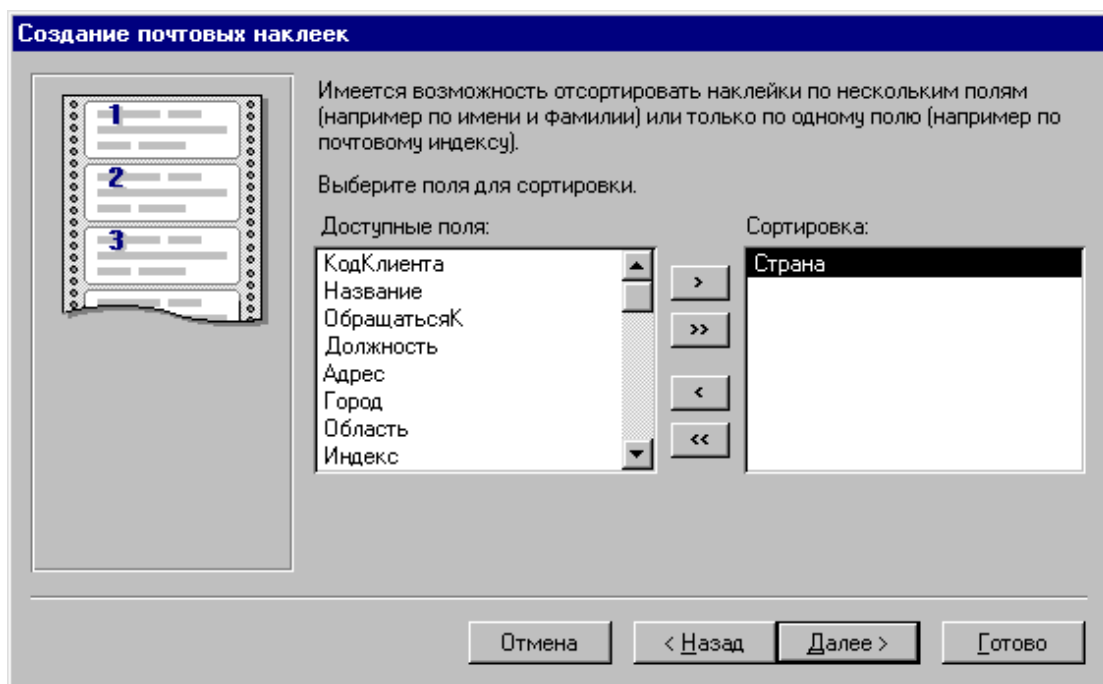 Создание почтовых наклеек
1
2
3
Имеется возможность отсортировать наклейки по нескольким полям
(например по имени и фамилии) или только по одному полю (например по
почтовому индексу).
Выберите поля для сортировки.
Доступные поля:
КодКлиента
Название
ОбращатьсяК
Должность
Адрес
Город
Область
Индекс
>
>>
<
<<
Сортировка:
Страна
Отмена
< Назад
Далее >
Готово